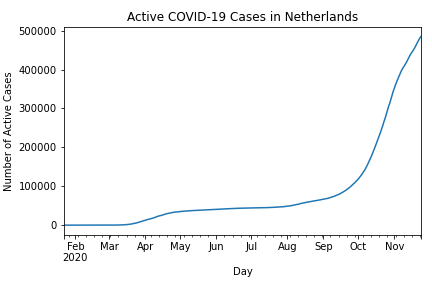 Active COVID-19 Cases in Netherlands
Number of Active Cases
500000
400000
300000
200000
100000
0
Feb Mar Apr May Jun Jul Aug Sep Oct Nov
2020
Day